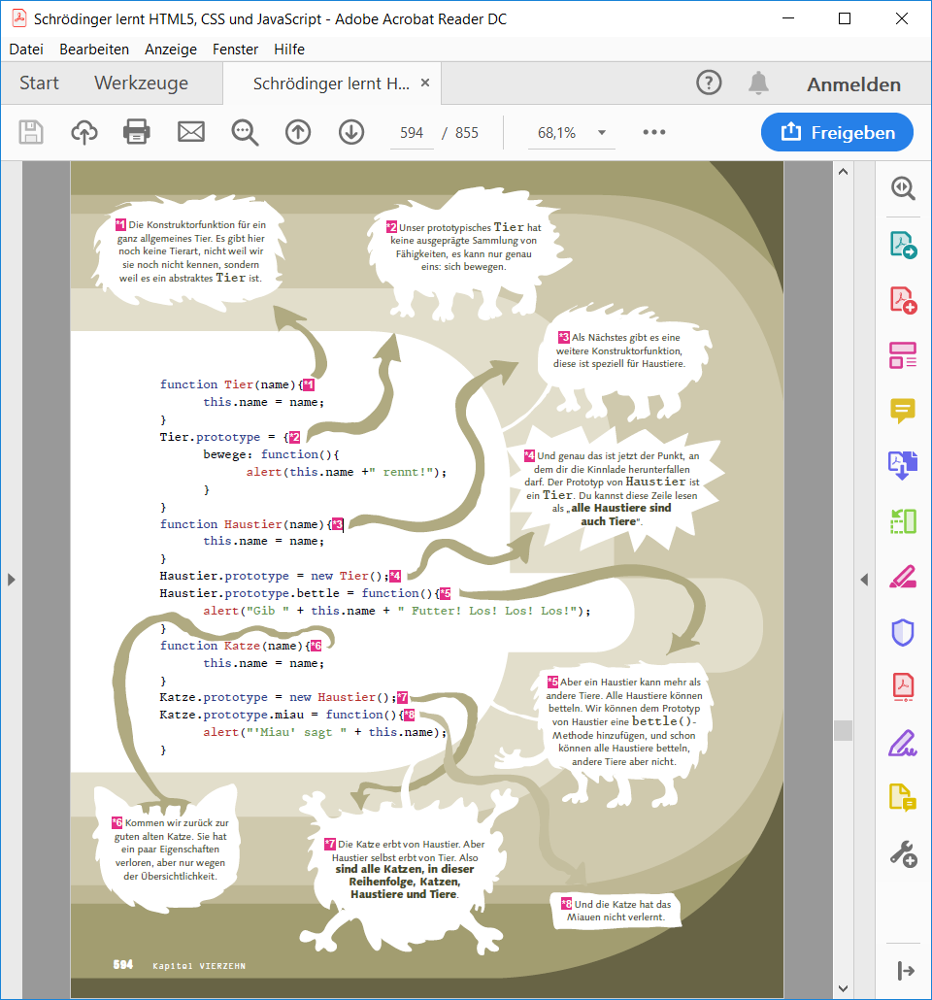 Schrödinger lernt HTML5, CSS und JavaScript - Adobe Acrobat Reader DC
Datei Bearbeiten Anzeige Fenster Hilfe
Start Werkzeuge Schrödinger lernt H... × ? Anmelden
594 / 855 68,1% Freigeben
*1 Die Konstruktorfunktion für ein
ganz allgemeines Tier. Es gibt hier
noch keine Tierart, nicht weil wir
sie noch nicht kennen, sondern
weil es ein abstraktes Tier ist.
*2 Unser prototypisches Tier hat
keine ausgeprägte Sammlung von
Fähigkeiten, es kann nur genau
eins: sich bewegen.
*3 Als Nächstes gibt es eine
weitere Konstruktorfunktion,
diese ist speziell für Haustiere.
function Tier(name){*1
this.name = name;
}
Tier.prototype = {*2
bewege: function(){
alert(this.name +" rennt!");
}
}
function Haustier(name){*3
this.name = name;
}
Haustier.prototype = new Tier();*4
Haustier.prototype.bettle = function(){*5
alert("Gib " + this.name + " Futter! Los! Los! Los!");
}
function Katze(name){*6
this.name = name;
}
Katze.prototype = new Haustier();*7
Katze.prototype.miau = function(){*8
alert("'Miau' sagt " + this.name);
}
*4 Und genau das ist jetzt der Punkt, an
dem dir die Kinnlade herunterfallen
darf. Der Prototyp von Haustier ist
ein Tier. Du kannst diese Zeile lesen
als „alle Haustiere sind
auch Tiere“.
*5 Aber ein Haustier kann mehr als
andere Tiere. Alle Haustiere können
betteln. Wir können dem Prototyp
von Haustier eine bettle()-
Methode hinzufügen, und schon
können alle Haustiere betteln,
andere Tiere aber nicht.
*6 Kommen wir zurück zur
guten alten Katze. Sie hat
ein paar Eigenschaften
verloren, aber nur wegen
der Übersichtlichkeit.
*7 Die Katze erbt von Haustier. Aber
Haustier selbst erbt von Tier. Also
sind alle Katzen, in dieser
Reihenfolge, Katzen,
Haustiere und Tiere.
*8 Und die Katze hat das
Miauen nicht verlernt.
594 Kapitel VIERZEHN